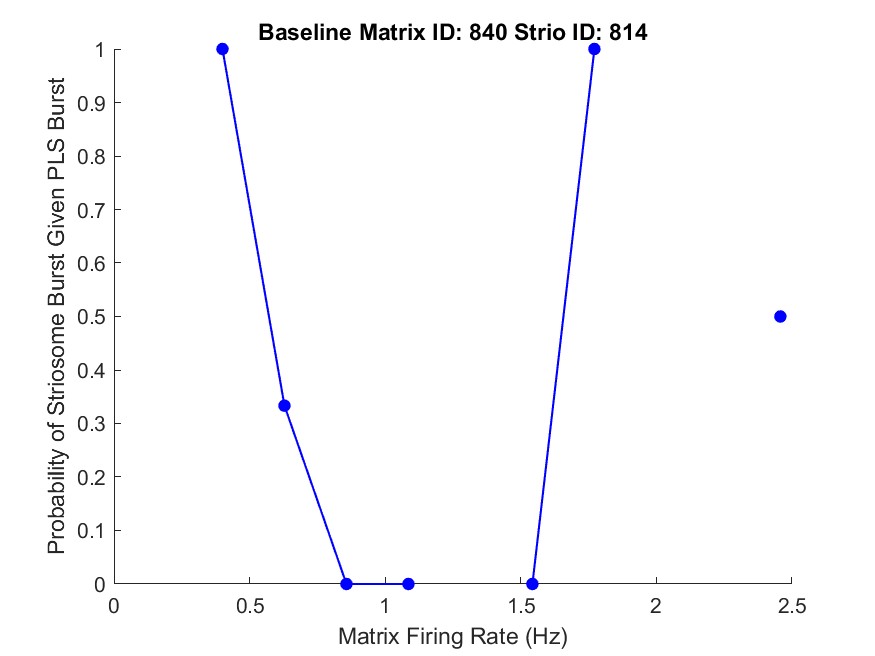 Baseline Matrix ID: 840 Strio ID: 814
Probability of Striosome Burst Given PLS Burst
1
0.9
0.8
0.7
0.6
0.5
0.4
0.3
0.2
0.1
0
0 0.5 1 1.5 2 2.5
Matrix Firing Rate (Hz)